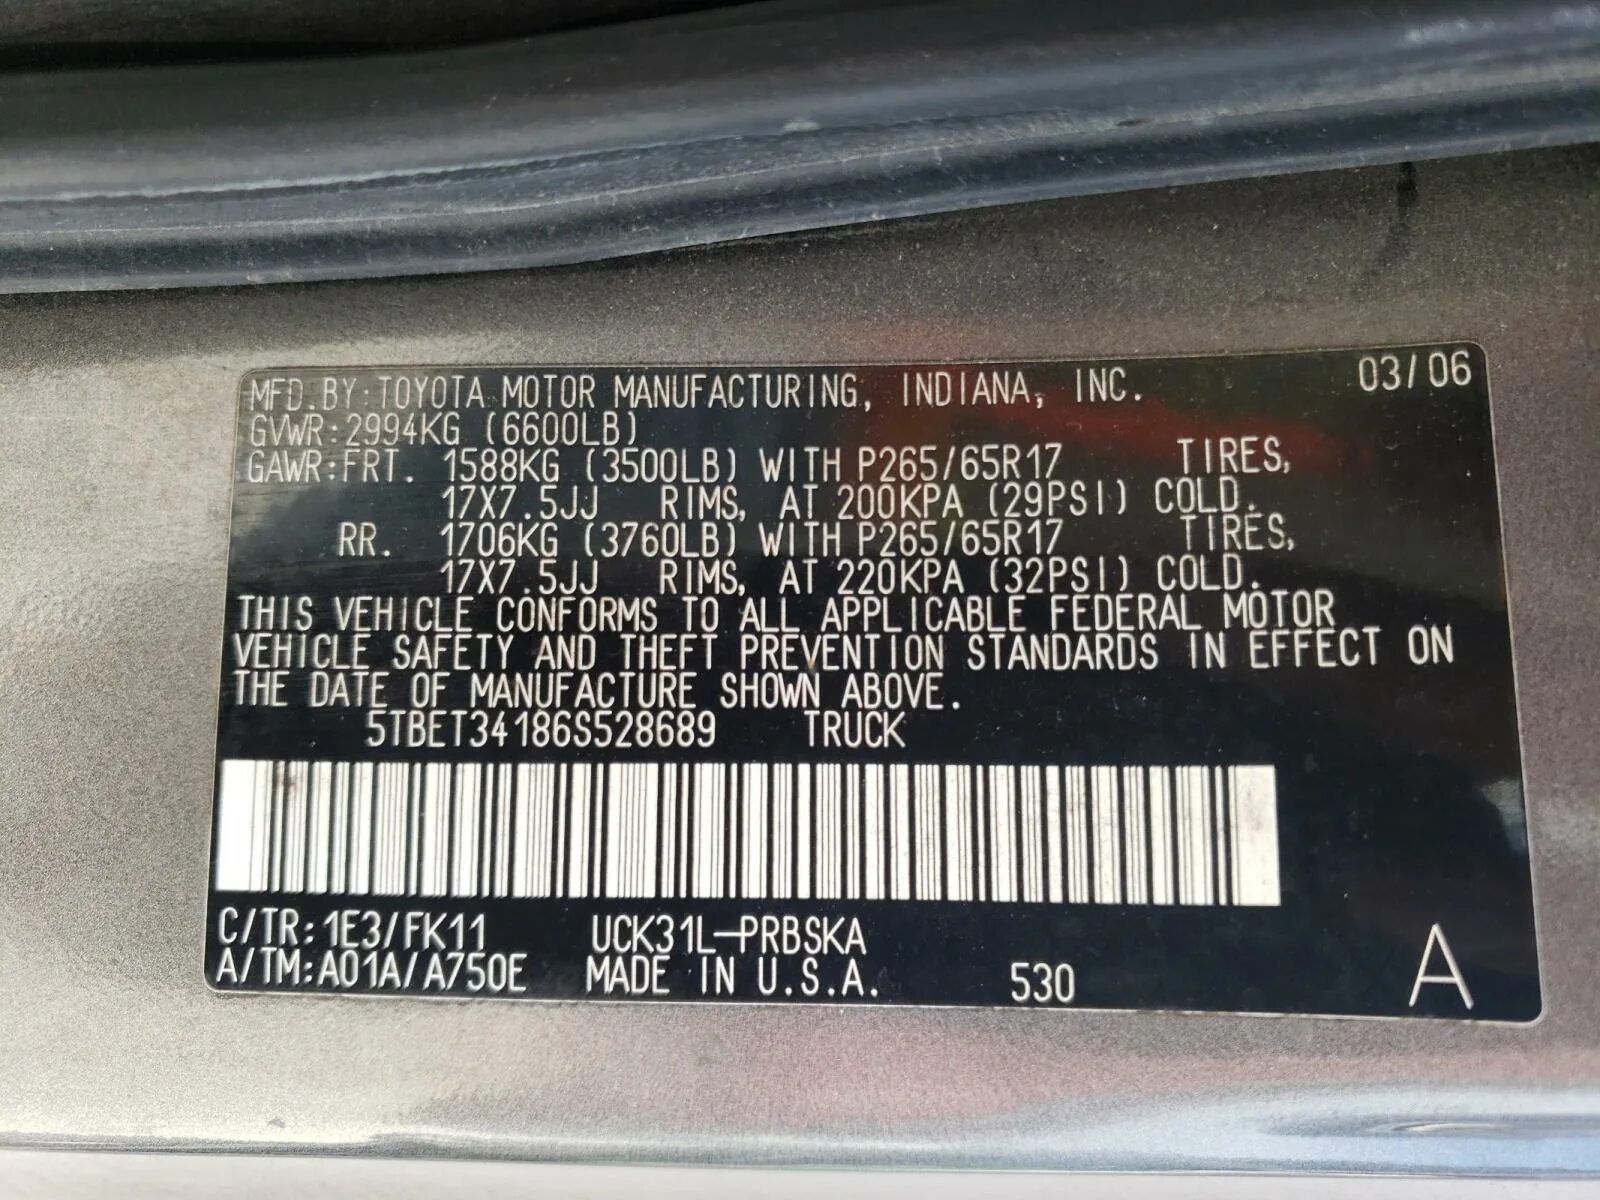 MFD.BY:TOYOTA MOTOR MANUFACTURING, INDIANA, INC. 03/06
GVWR:2994KG (6600LB)
GAWR:FRT. 1588KG (3500LB) WITH P265/65R17 TIRES,
17X7.5JJ RIMS, AT 200KPA (29PSI) COLD.
RR. 1706KG (3760LB) WITH P265/65R17 TIRES,
17X7.5JJ RIMS, AT 220KPA (32PSI) COLD.
THIS VEHICLE CONFORMS TO ALL APPLICABLE FEDERAL MOTOR
VEHICLE SAFETY AND THEFT PREVENTION STANDARDS IN EFFECT ON
THE DATE OF MANUFACTURE SHOWN ABOVE.
5TBET34186S528689 TRUCK
C/TR:1E3/FK11 UCK31L-PRBSKA
A/TM:A01A/A750E MADE IN U.S.A. 530 A